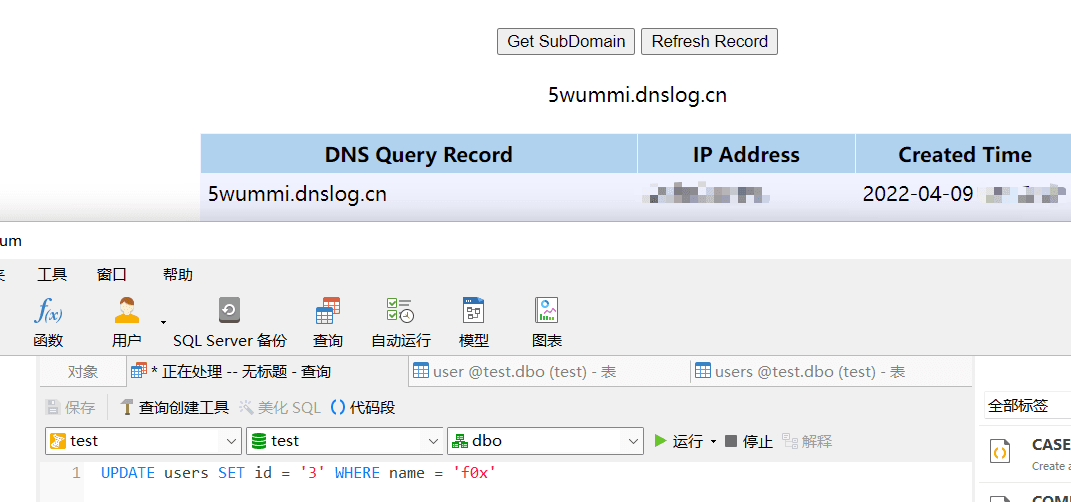 Get SubDomain Refresh Record
5wummi.dnslog.cn
DNS Query Record IP Address Created Time
5wummi.dnslog.cn 2022-04-09
um
工具 窗口 帮助
f(x)
函数 用户 SQL Server 备份 查询 自动运行 模型 图表
对象 * 正在处理 -- 无标题 - 查询 user @test.dbo (test) - 表 users @test.dbo (test) - 表
保存 查询创建工具 美化 SQL () 代码段 全部标签
test test dbo 运行 停止 解释
CASE
Create a
1 UPDATE users SET id = '3' WHERE name = 'f0x'